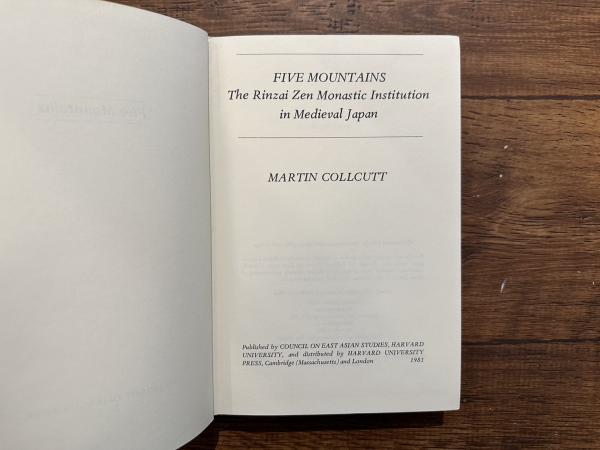 FIVE MOUNTAINS
The Rinzai Zen Monastic Institution
in Medieval Japan
MARTIN COLLCUTT
Published by COUNCIL ON EAST ASIAN STUDIES, HARVARD
UNIVERSITY, and distributed by HARVARD UNIVERSITY
PRESS, Cambridge (Massachusetts) and London 1981